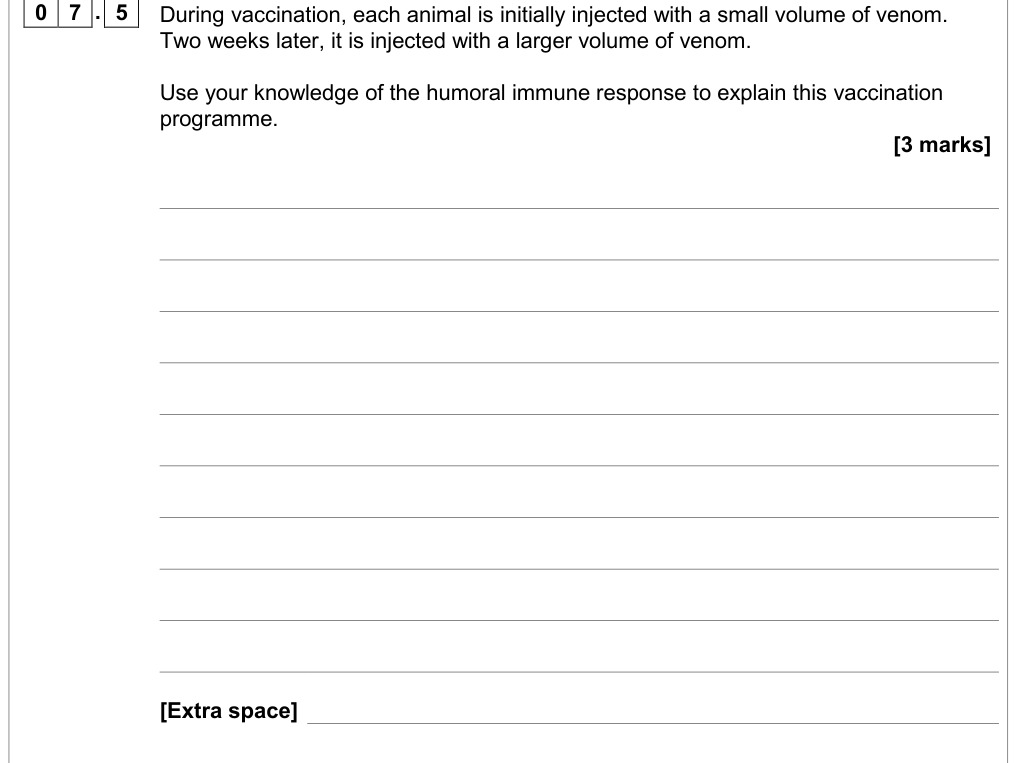 0 7 . 5 During vaccination, each animal is initially injected with a small volume of venom.
Two weeks later, it is injected with a larger volume of venom.
Use your knowledge of the humoral immune response to explain this vaccination
programme.
[3 marks]
[Extra space]